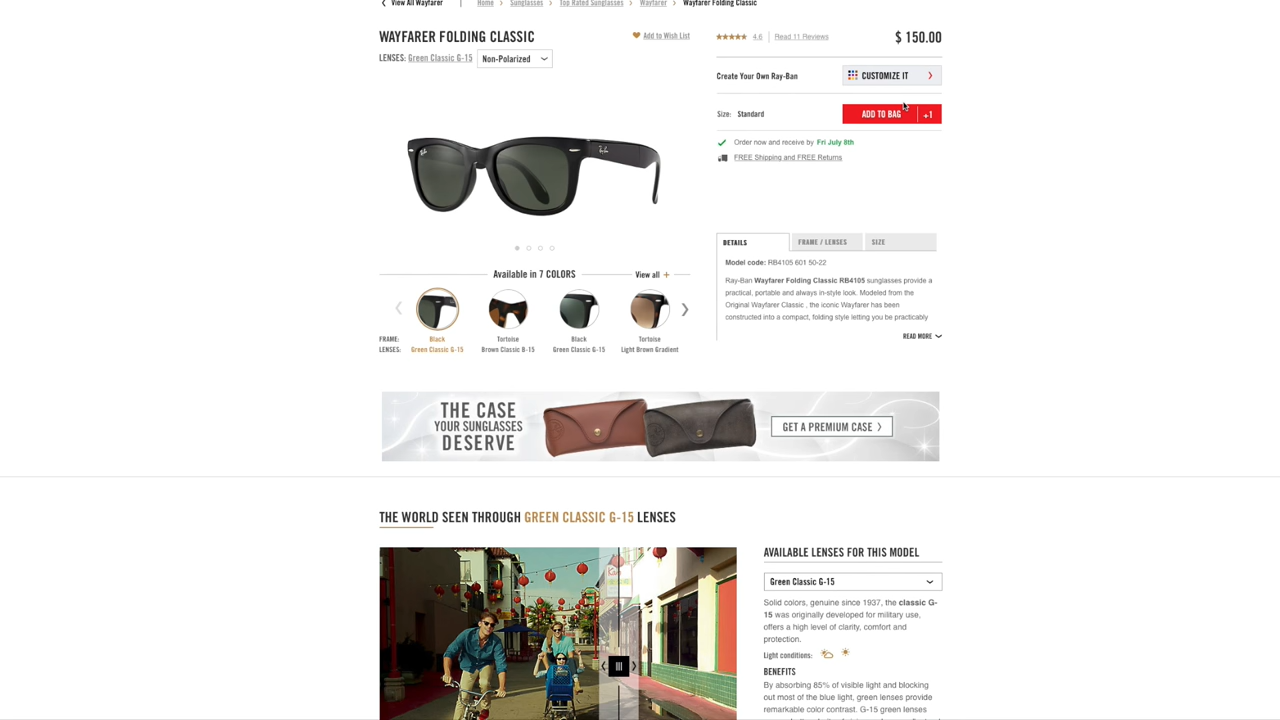 View All Wayfarer | Home > Sunglasses > Top Rated Sunglasses > Wayfarer > Wayfarer Folding Classic
WAYFARER FOLDING CLASSIC
Add to Wish List
LENSES: Green Classic G-15 Non-Polarized
4.6 | Read 11 Reviews $ 150.00
Create Your Own Ray-Ban CUSTOMIZE IT
Size: Standard ADD TO BAG +1
Order now and receive by Fri July 8th
FREE Shipping and FREE Returns
Available in 7 COLORS View all +
FRAME: Black Tortoise Black Tortoise
LENSES: Green Classic G-15 Brown Classic B-15 Green Classic G-15 Light Brown Gradient
DETAILS FRAME / LENSES SIZE
Model code: RB4105 601 50-22
Ray-Ban Wayfarer Folding Classic RB4105 sunglasses provide a
practical, portable and always in-style look. Modeled from the
Original Wayfarer Classic , the iconic Wayfarer has been
constructed into a compact, folding style letting you be practicably
READ MORE
THE CASE
YOUR SUNGLASSES
DESERVE
GET A PREMIUM CASE >
THE WORLD SEEN THROUGH GREEN CLASSIC G-15 LENSES
AVAILABLE LENSES FOR THIS MODEL
Green Classic G-15
Solid colors, genuine since 1937, the classic G-
15 was originally developed for military use,
offers a high level of clarity, comfort and
protection.
Light conditions:
BENEFITS
By absorbing 85% of visible light and blocking
out most of the blue light, green lenses provide
remarkable color contrast. G-15 green lenses